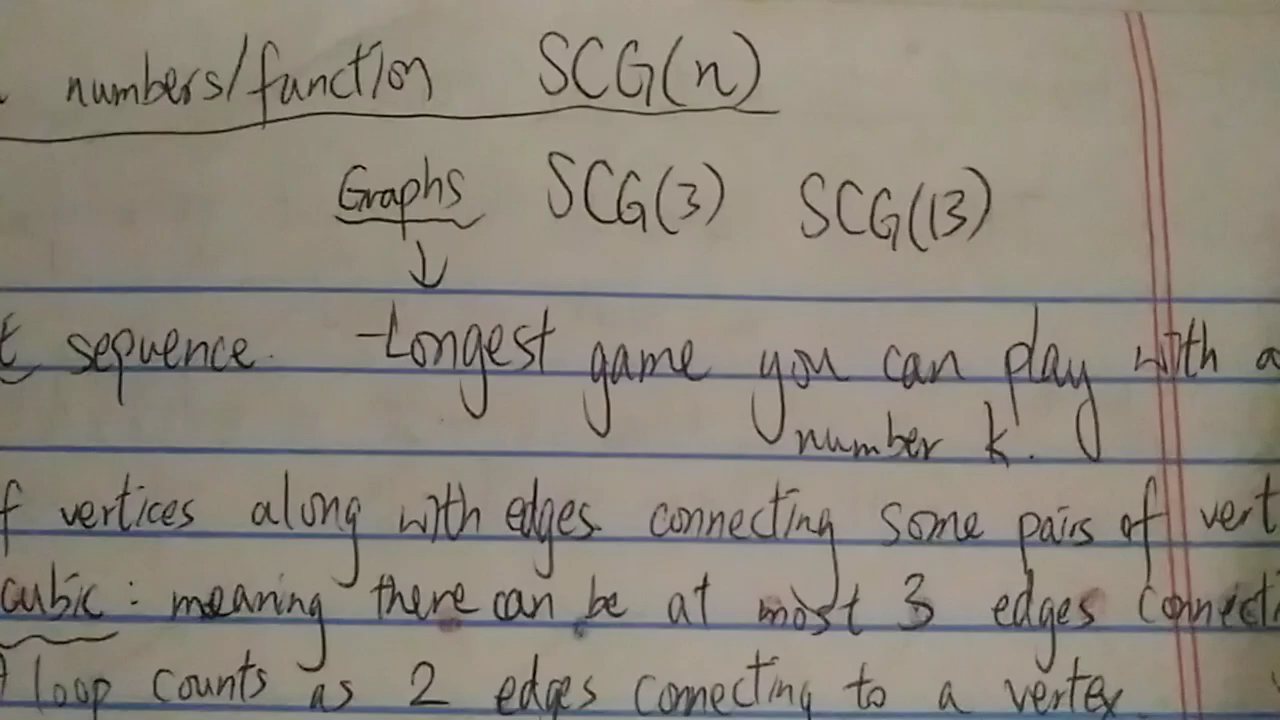 numbers/function SCG(n)
Graphs SCG(3) SCG(13)
sequence. -Longest game you can play with a
number k.
f vertices along with edges connecting some pairs of vert
cubic: meaning there can be at most 3 edges connecti
loop counts as 2 edges connecting to a vertex.